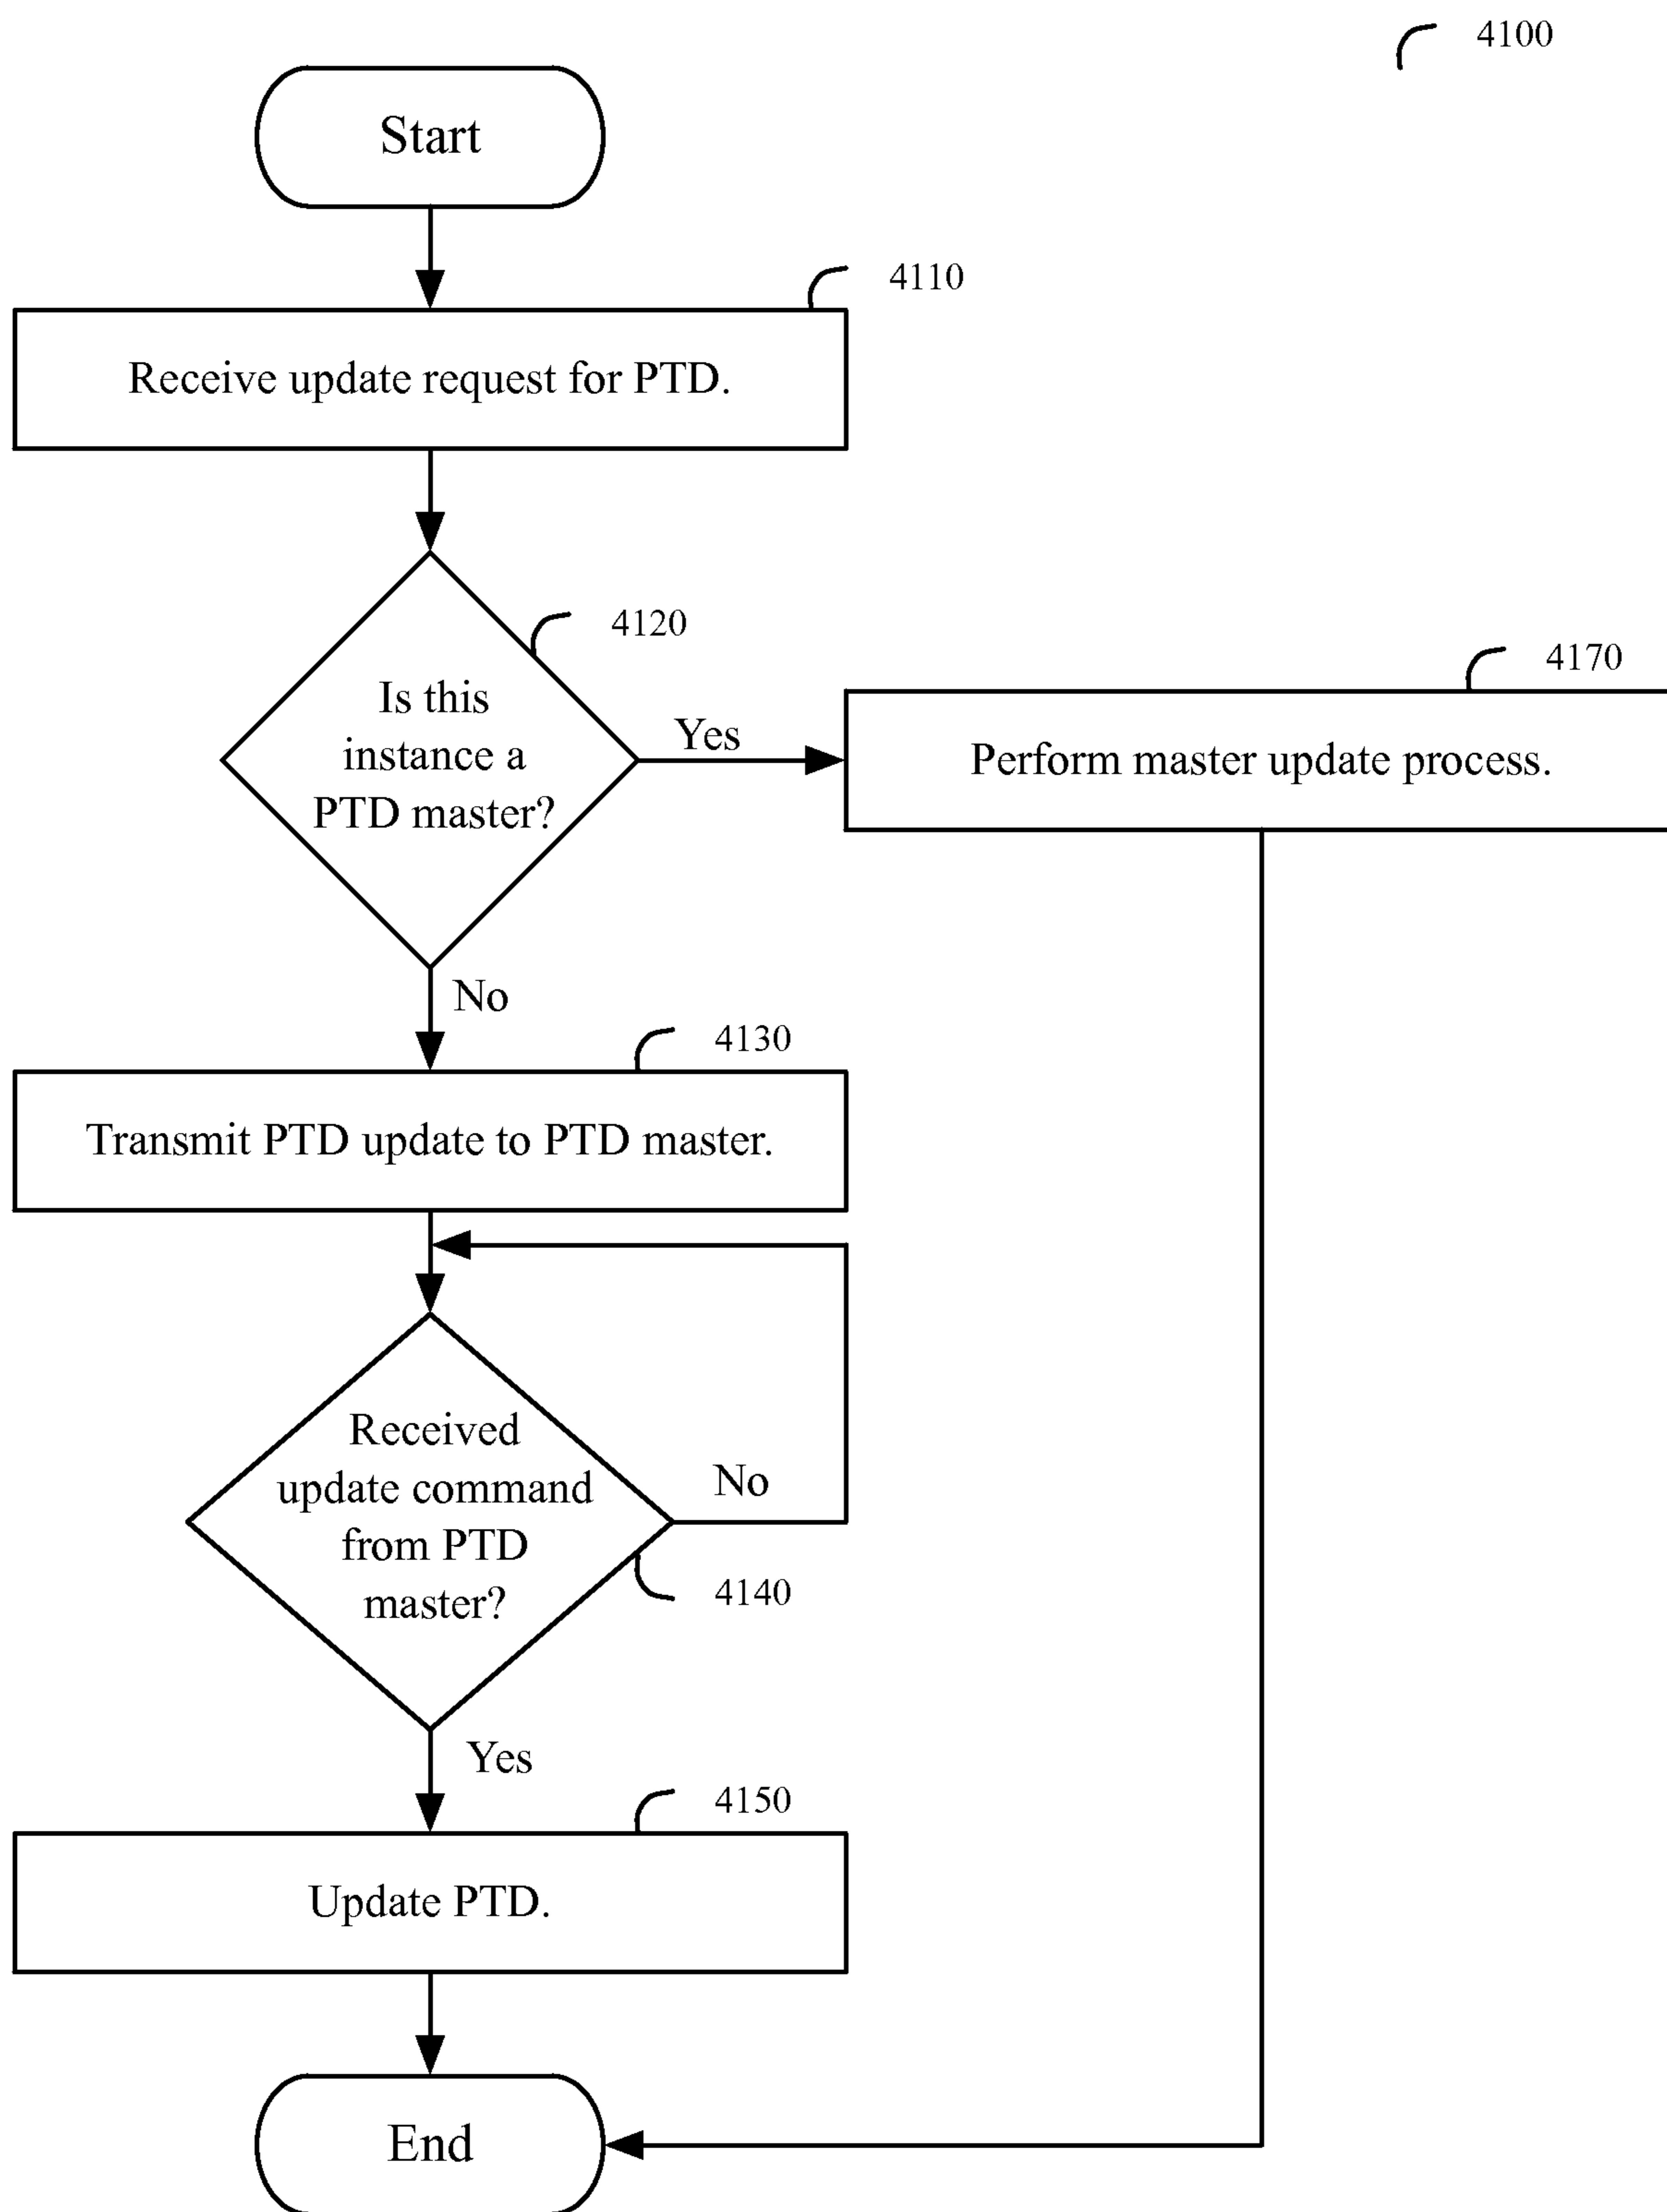 4100
Start
4110
Receive update request for PTD.
4120
Is this
instance a
PTD master?
Yes
4170
Perform master update process.
No
4130
Transmit PTD update to PTD master.
Received
update command
from PTD
master?
No
4140
Yes
4150
Update PTD.
End